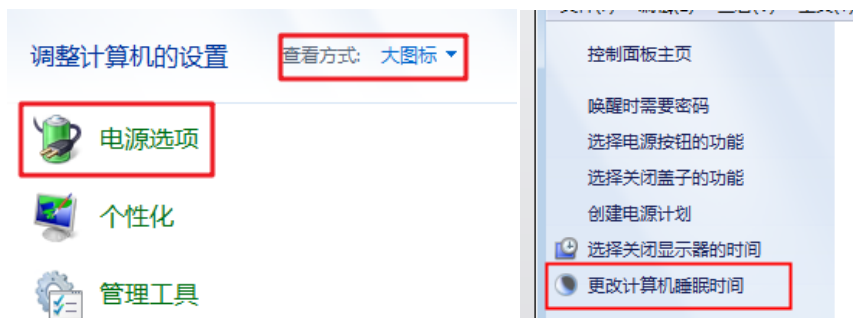 调整计算机的设置
查看方式: 大图标
电源选项
个性化
管理工具
控制面板主页
唤醒时需要密码
选择电源按钮的功能
选择关闭盖子的功能
创建电源计划
选择关闭显示器的时间
更改计算机睡眠时间